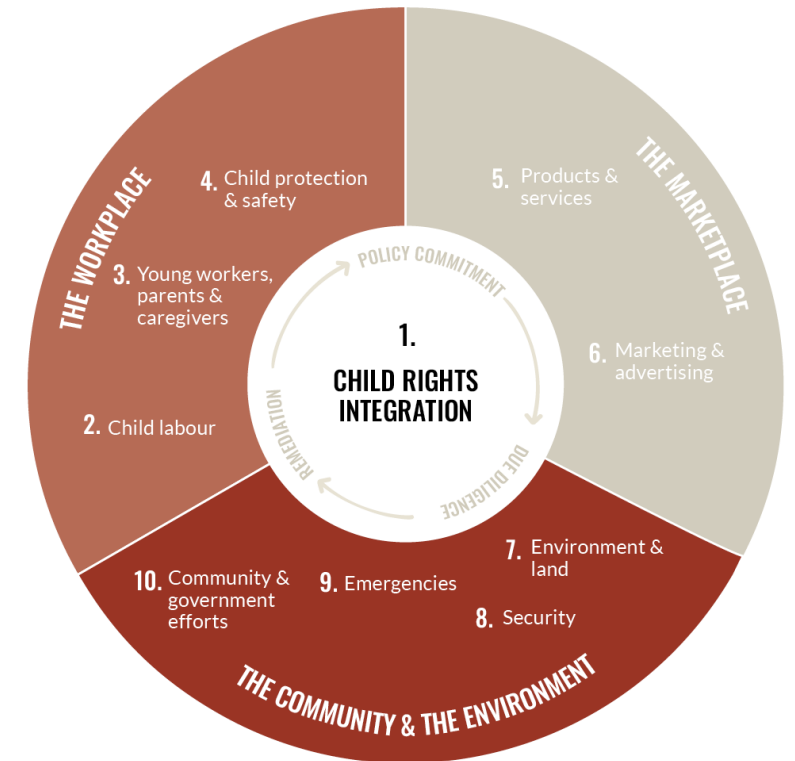 1.
CHILD RIGHTS
INTEGRATION
POLICY COMMITMENT
DUE DILIGENCE
REMEDIATION
THE WORKPLACE
2. Child labour
3. Young workers,
parents &
caregivers
4. Child protection
& safety
THE MARKETPLACE
5. Products &
services
6. Marketing &
advertising
THE COMMUNITY & THE ENVIRONMENT
7. Environment &
land
8. Security
9. Emergencies
10. Community &
government
efforts